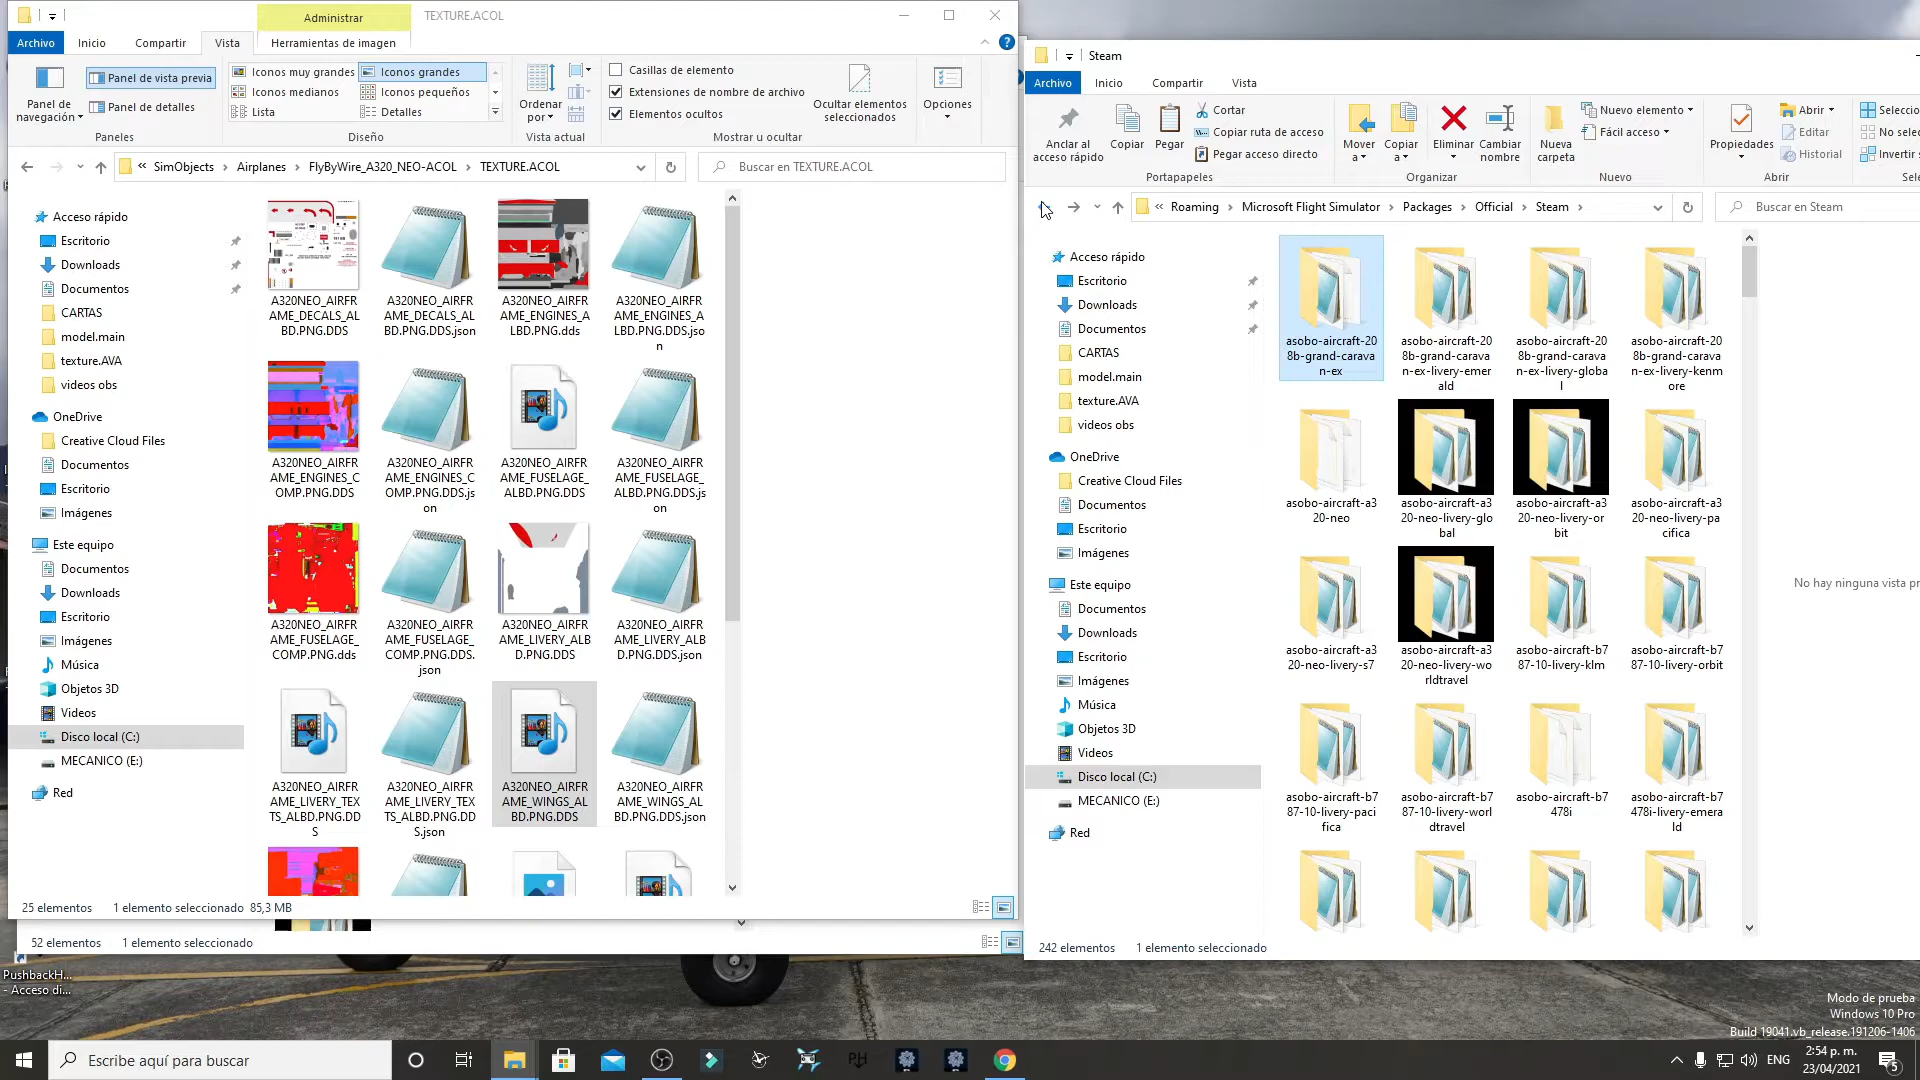 Administrar
TEXTURE.ACOL
Archivo
Inicio
Compartir
Vista
Herramientas de imagen
Panel de navegación
Panel de vista previa
Panel de detalles
Paneles
Iconos muy grandes
Iconos grandes
Iconos medianos
Iconos pequeños
Lista
Detalles
Diseño
Ordenar por
Vista actual
Casillas de elemento
Extensiones de nombre de archivo
Elementos ocultos
Ocultar elementos seleccionados
Mostrar u ocultar
Opciones
« SimObjects › Airplanes › FlyByWire_A320_NEO-ACOL › TEXTURE.ACOL
Buscar en TEXTURE.ACOL
Acceso rápido
Escritorio
Downloads
Documentos
CARTAS
model.main
texture.AVA
videos obs
OneDrive
Creative Cloud Files
Documentos
Escritorio
Imágenes
Este equipo
Documentos
Downloads
Escritorio
Imágenes
Música
Objetos 3D
Videos
Disco local (C:)
MECANICO (E:)
Red
A320NEO_AIRFRAME_DECALS_ALBD.PNG.DDS
A320NEO_AIRFRAME_DECALS_ALBD.PNG.DDS.json
A320NEO_AIRFRAME_ENGINES_ALBD.PNG.dds
A320NEO_AIRFRAME_ENGINES_ALBD.PNG.DDS.json
A320NEO_AIRFRAME_ENGINES_COMP.PNG.DDS
A320NEO_AIRFRAME_ENGINES_COMP.PNG.DDS.json
A320NEO_AIRFRAME_FUSELAGE_ALBD.PNG.DDS
A320NEO_AIRFRAME_FUSELAGE_ALBD.PNG.DDS.json
A320NEO_AIRFRAME_FUSELAGE_COMP.PNG.dds
A320NEO_AIRFRAME_FUSELAGE_COMP.PNG.DDS.json
A320NEO_AIRFRAME_LIVERY_ALBD.PNG.DDS
A320NEO_AIRFRAME_LIVERY_ALBD.PNG.DDS.json
A320NEO_AIRFRAME_LIVERY_TEXTS_ALBD.PNG.DDS
A320NEO_AIRFRAME_LIVERY_TEXTS_ALBD.PNG.DDS.json
A320NEO_AIRFRAME_WINGS_ALBD.PNG.DDS
A320NEO_AIRFRAME_WINGS_ALBD.PNG.DDS.json
25 elementos
1 elemento seleccionado 85,3 MB
52 elementos
1 elemento seleccionado
Steam
Archivo
Inicio
Compartir
Vista
Anclar al acceso rápido
Copiar
Pegar
Cortar
Copiar ruta de acceso
Pegar acceso directo
Portapapeles
Mover a
Copiar a
Eliminar
Cambiar nombre
Organizar
Nueva carpeta
Nuevo elemento
Fácil acceso
Nuevo
Propiedades
Abrir
Editar
Historial
Abrir
Seleccio
No selec
Invertir s
Sele
« Roaming › Microsoft Flight Simulator › Packages › Official › Steam ›
Buscar en Steam
Acceso rápido
Escritorio
Downloads
Documentos
CARTAS
model.main
texture.AVA
videos obs
OneDrive
Creative Cloud Files
Documentos
Escritorio
Imágenes
Este equipo
Documentos
Downloads
Escritorio
Imágenes
Música
Objetos 3D
Videos
Disco local (C:)
MECANICO (E:)
Red
asobo-aircraft-208b-grand-caravan-ex
asobo-aircraft-208b-grand-caravan-ex-livery-emerald
asobo-aircraft-208b-grand-caravan-ex-livery-global
asobo-aircraft-208b-grand-caravan-ex-livery-kenmore
asobo-aircraft-a320-neo
asobo-aircraft-a320-neo-livery-global
asobo-aircraft-a320-neo-livery-orbit
asobo-aircraft-a320-neo-livery-pacifica
asobo-aircraft-a320-neo-livery-s7
asobo-aircraft-a320-neo-livery-worldtravel
asobo-aircraft-b787-10-livery-klm
asobo-aircraft-b787-10-livery-orbit
asobo-aircraft-b787-10-livery-pacifica
asobo-aircraft-b787-10-livery-worldtravel
asobo-aircraft-b7478i
asobo-aircraft-b7478i-livery-emerald
No hay ninguna vista pr
242 elementos
1 elemento seleccionado
PushbackH...
- Acceso di...
Modo de prueba
Windows 10 Pro
Build 19041.vb_release.191206-1406
Escribe aquí para buscar
ENG
2:54 p. m.
23/04/2021
5